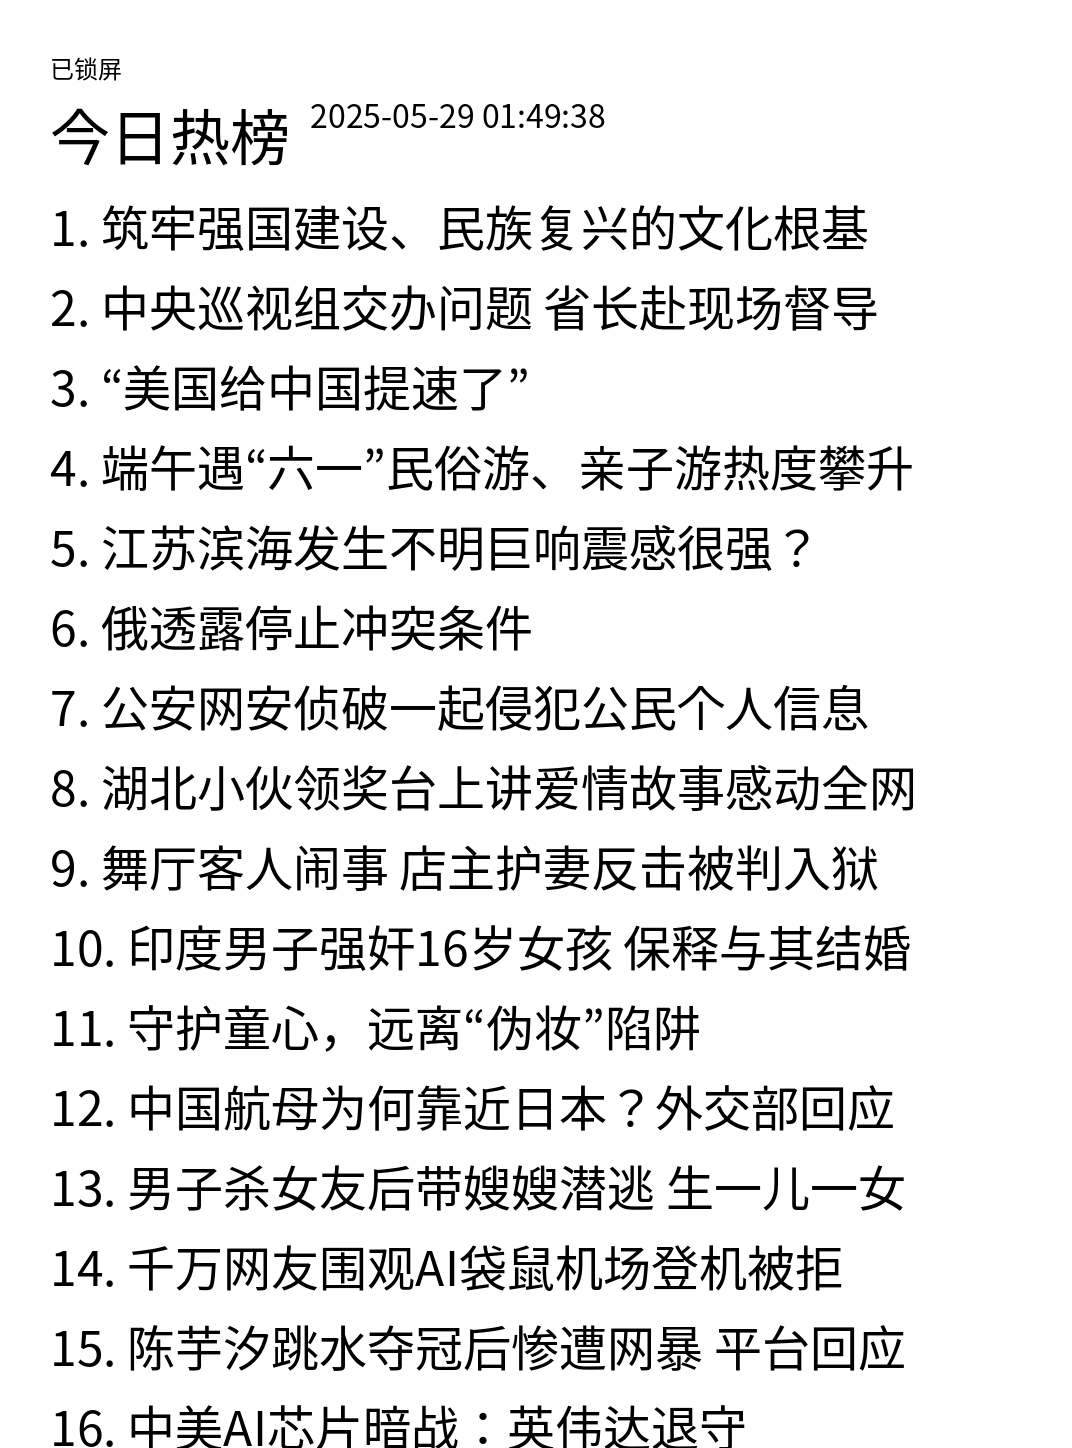 已锁屏
今日热榜 2025-05-29 01:49:38
1. 筑牢强国建设、民族复兴的文化根基
2. 中央巡视组交办问题 省长赴现场督导
3. “美国给中国提速了”
4. 端午遇“六一”民俗游、亲子游热度攀升
5. 江苏滨海发生不明巨响震感很强？
6. 俄透露停止冲突条件
7. 公安网安侦破一起侵犯公民个人信息
8. 湖北小伙领奖台上讲爱情故事感动全网
9. 舞厅客人闹事 店主护妻反击被判入狱
10. 印度男子强奸16岁女孩 保释与其结婚
11. 守护童心，远离“伪妆”陷阱
12. 中国航母为何靠近日本？外交部回应
13. 男子杀女友后带嫂嫂潜逃 生一儿一女
14. 千万网友围观AI袋鼠机场登机被拒
15. 陈芋汐跳水夺冠后惨遭网暴 平台回应
16. 中美AI芯片暗战：英伟达退守